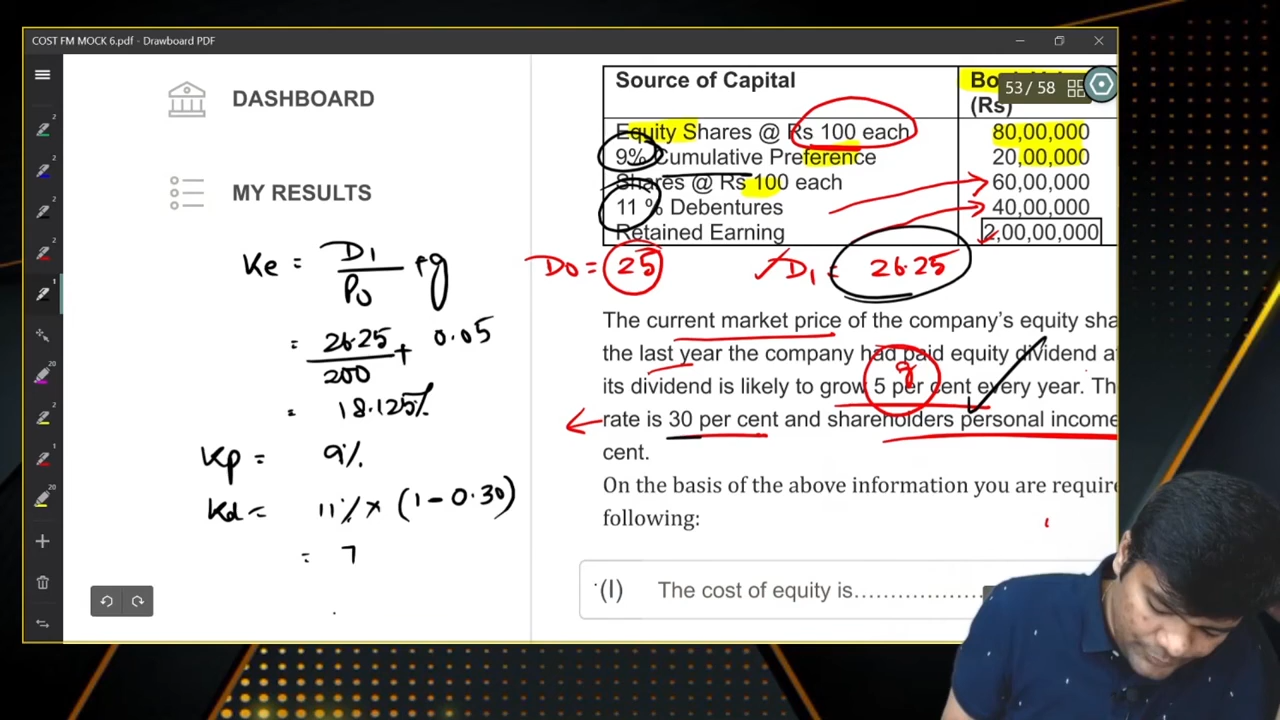 COST FM MOCK 6.pdf - Drawboard PDF
DASHBOARD
MY RESULTS
Source of Capital
(Rs)
53 / 58
Equity Shares @ Rs 100 each
80,00,000
9% Cumulative Preference
20,00,000
Shares @ Rs 100 each
60,00,000
11 % Debentures
40,00,000
Retained Earning
2,00,00,000
D0 = 25
D1 = 26.25
Ke = D1
P0
+g
= 26.25
200
+ 0.05
= 18.125%
Kp = 9%
Kd = 11% x (1 - 0.30)
= 7
The current market price of the company's equity sha
the last year the company had paid equity dividend a
g
its dividend is likely to grow 5 per cent every year. Th
rate is 30 per cent and shareholders personal income
cent.
On the basis of the above information you are require
following:
(I) The cost of equity is....................